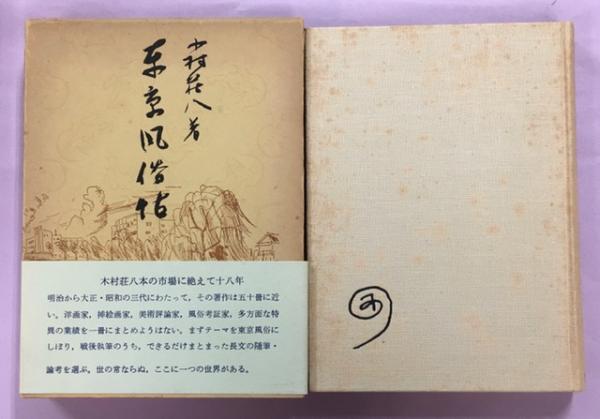 木村荘八著
東京風俗帖
木村荘八本の市場に絶えて十八年
明治から大正・昭和の三代にわたって，その著作は五十冊に近
い。洋画家，挿絵画家，美術評論家，風俗考証家，多方面な特
異の業績を一冊にまとめようはない。まずテーマを東京風俗に
しぼり，戦後執筆のうち，できるだけまとまった長文の随筆・
論考を選ぶ。世の常ならぬ，ここに一つの世界がある。